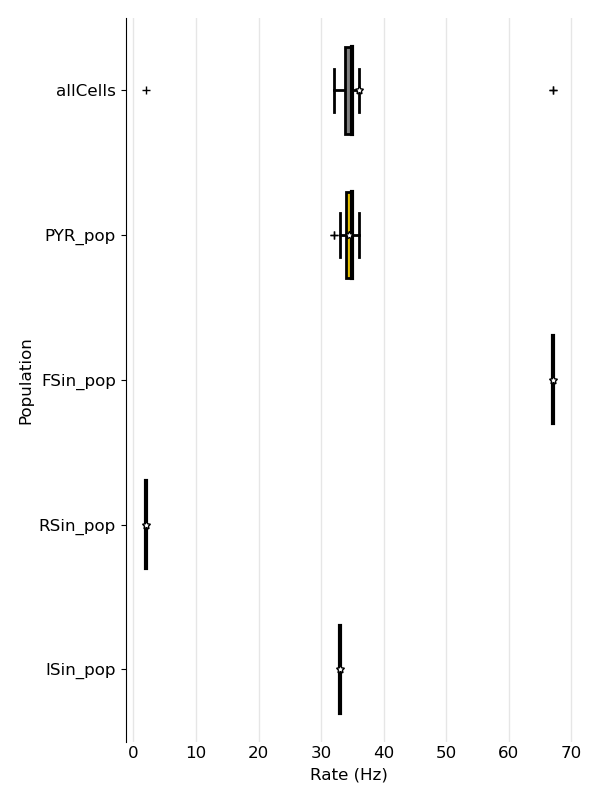 allCells
PYR_pop
FSin_pop
RSin_pop
ISin_pop
Population
0 10 20 30 40 50 60 70
Rate (Hz)